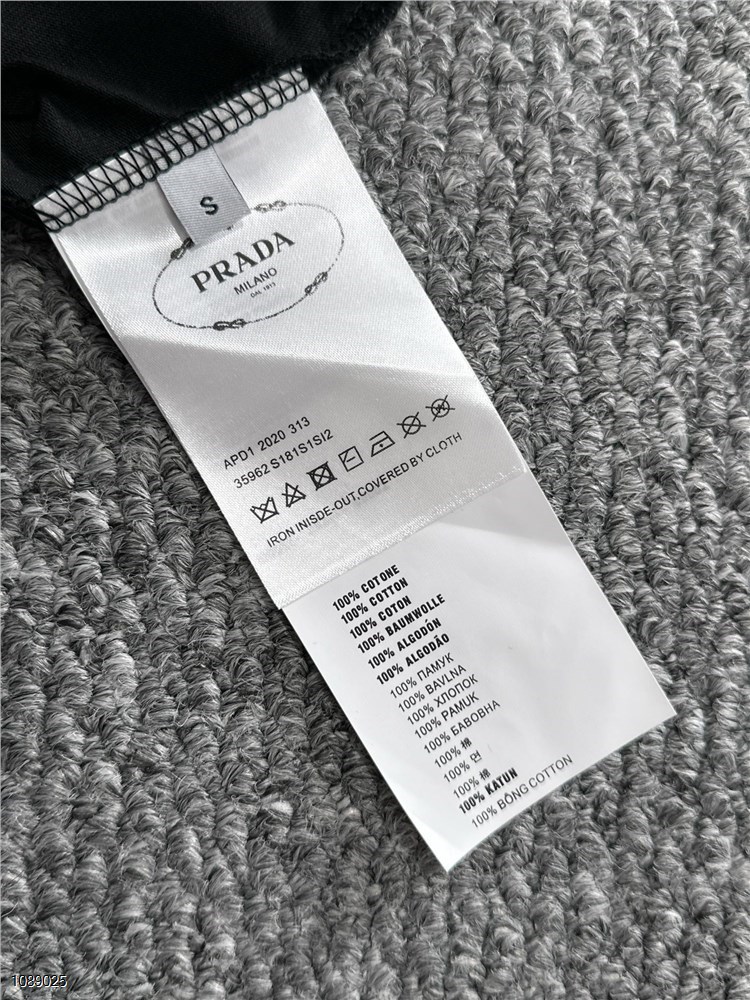 S
PRADA
MILANO
DAL 1913
APD1 2020 313
35962 S181S1SI2
IRON INISDE-OUT.COVERED BY CLOTH
100% COTONE
100% COTTON
100% COTON
100% BAUMWOLLE
100% ALGODÓN
100% ALGODÃO
100% ПАМУК
100% BAVLNA
100% ХЛОПОК
100% PAMUK
100% БАВОВНА
100% 棉
100% 면
100% 棉
100% KATUN
100% BÔNG COTTON
1089025